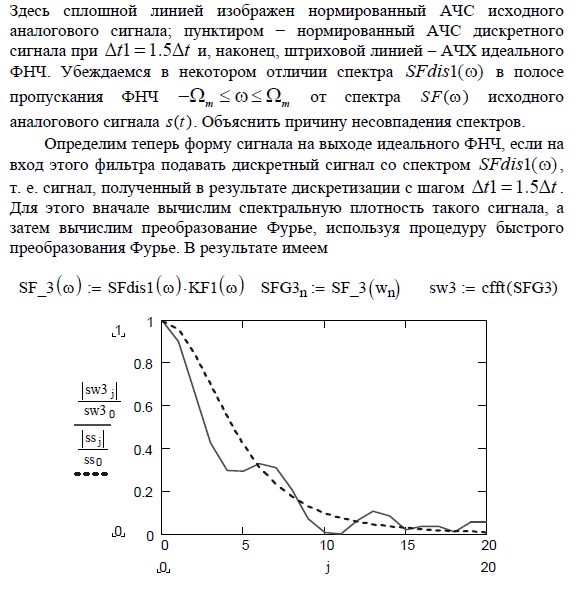 Здесь сплошной линией изображен нормированный АЧС исходного
аналогового сигнала; пунктиром – нормированный АЧС дискретного
сигнала при Δt1 = 1.5Δt и, наконец, штриховой линией – АЧХ идеального
ФНЧ. Убеждаемся в некотором отличии спектра SFdis1(ω) в полосе
пропускания ФНЧ −Ωm ≤ ω ≤ Ωm от спектра SF(ω) исходного
аналогового сигнала s(t). Объяснить причину несовпадения спектров.
Определим теперь форму сигнала на выходе идеального ФНЧ, если на
вход этого фильтра подавать дискретный сигнал со спектром SFdis1(ω),
т. е. сигнал, полученный в результате дискретизации с шагом Δt1 = 1.5Δt.
Для этого вначале вычислим спектральную плотность такого сигнала, а
затем вычислим преобразование Фурье, используя процедуру быстрого
преобразования Фурье. В результате имеем
SF_3(ω) := SFdis1(ω)·KF1(ω) SFG3n := SF_3(wn) sw3 := cfft(SFG3)
1
1
0.8
|sw3 j|
sw3 0
|ss j|
ss0
0.6
0.4
0.2
0
0
0 5 10 15 20
0 j 20